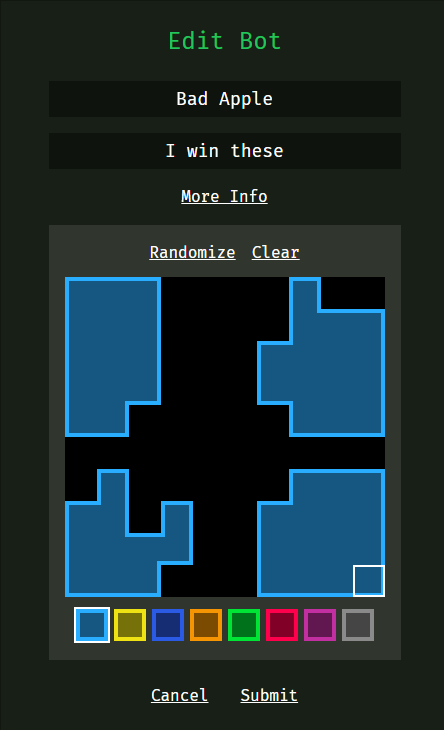 Edit Bot
Bad Apple
I win these
More Info
Randomize Clear
Cancel Submit